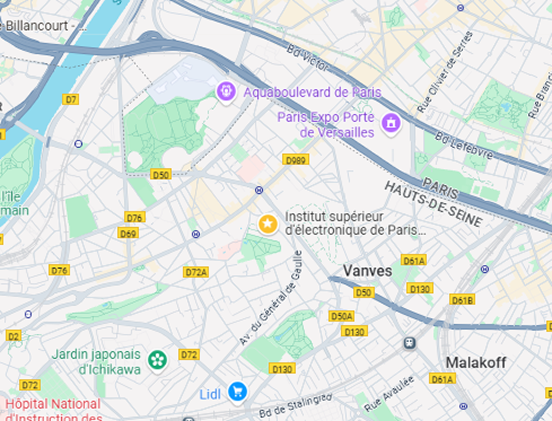 Billancourt -...
S
Bd Victor
Rue Olivier de Serres
Rue Bran
D7
Aquaboulevard de Paris
Paris Expo Porte
de Versailles
Bd Lefebvre
R
D989
D50
PARIS
HAUTS-DE-SEINE
l'île
main
D76
D69
Institut supérieur
d'électronique de Paris...
D76
D72A
Av. du Général de Gaulle
Vanves
D61A
D50
D130
D61B
D50A
D130
D2
Jardin japonais
d'Ichikawa
D72
D130
Malakoff
D72
Lidl
D61A
Rue Avaulée
Bd de Stalingrad
Hôpital National
d'Instruction des